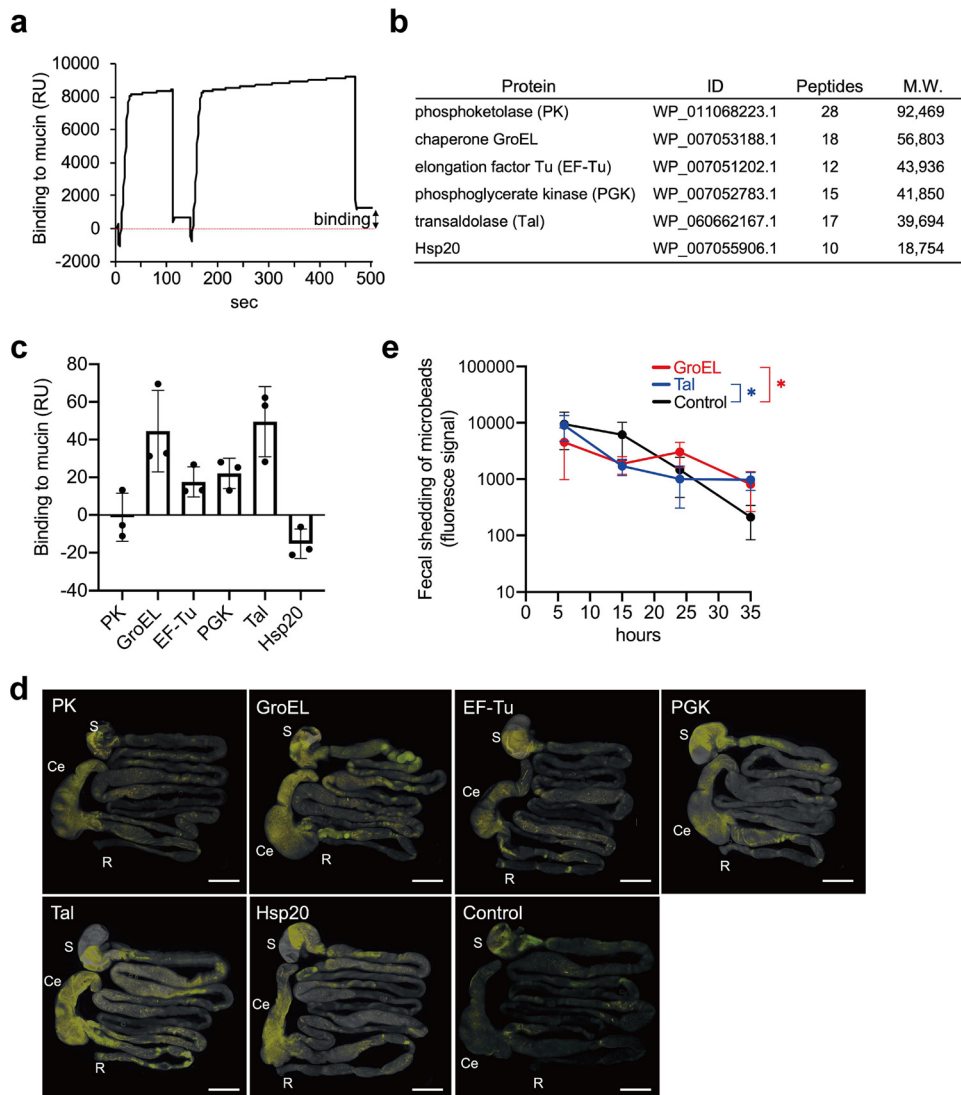 a
10000
8000
6000
4000
2000
0
-2000
Binding to mucin (RU)
binding
0 100 200 300 400 500
sec
b
Protein ID Peptides M.W.
phosphoketolase (PK) WP_011068223.1 28 92,469
chaperone GroEL WP_007053188.1 18 56,803
elongation factor Tu (EF-Tu) WP_007051202.1 12 43,936
phosphoglycerate kinase (PGK) WP_007052783.1 15 41,850
transaldolase (Tal) WP_060662167.1 17 39,694
Hsp20 WP_007055906.1 10 18,754
c
80
60
40
20
0
-20
-40
Binding to mucin (RU)
PK GroEL EF-Tu PGK Tal Hsp20
e
GroEL
Tal
Control
*
*
100000
10000
1000
100
10
Fecal shedding of microbeads
(fluoresce signal)
0 5 10 15 20 25 30 35
hours
d
PK
S
Ce
R
GroEL
S
Ce
R
EF-Tu
S
Ce
R
PGK
S
Ce
R
Tal
S
Ce
R
Hsp20
S
Ce
R
Control
S
Ce
R